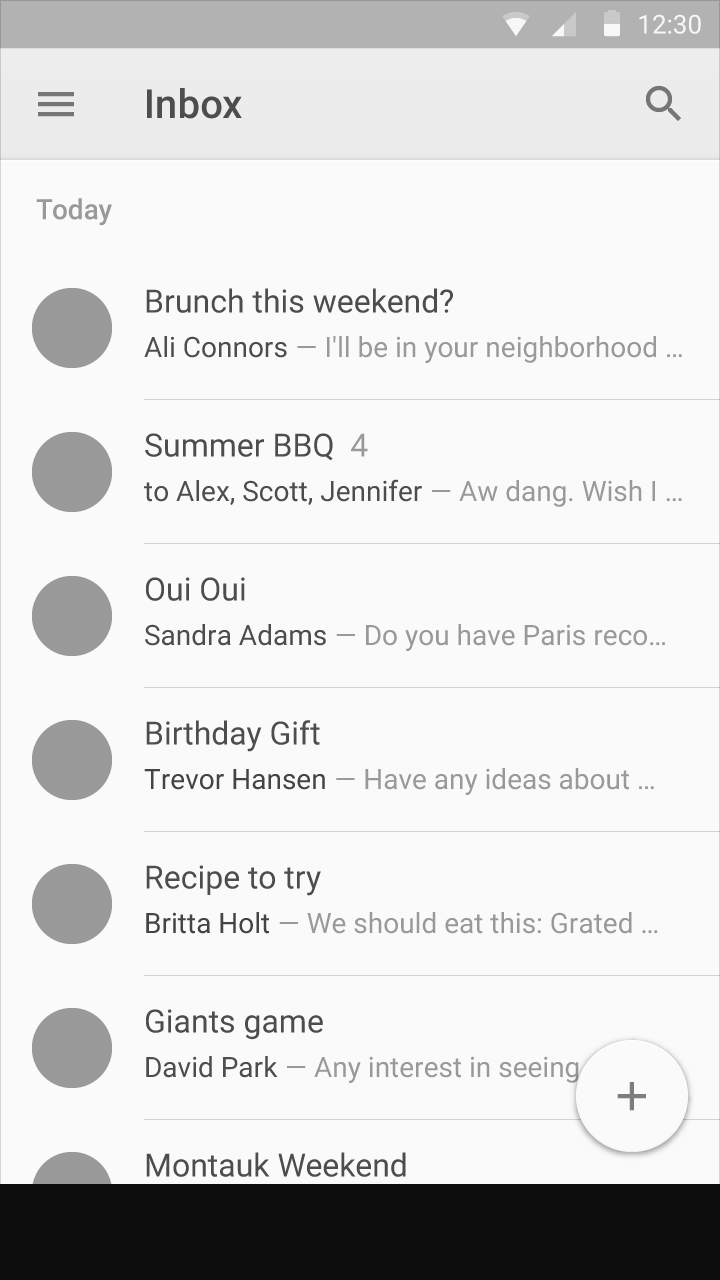 12:30
Inbox
Today
Brunch this weekend?
Ali Connors — I'll be in your neighborhood …
Summer BBQ 4
to Alex, Scott, Jennifer — Aw dang. Wish I …
Oui Oui
Sandra Adams — Do you have Paris reco…
Birthday Gift
Trevor Hansen — Have any ideas about …
Recipe to try
Britta Holt — We should eat this: Grated …
Giants game
David Park — Any interest in seeing
Montauk Weekend